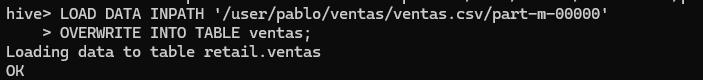 hive> LOAD DATA INPATH '/user/pablo/ventas/ventas.csv/part-m-00000'
    > OVERWRITE INTO TABLE ventas;
Loading data to table retail.ventas
OK